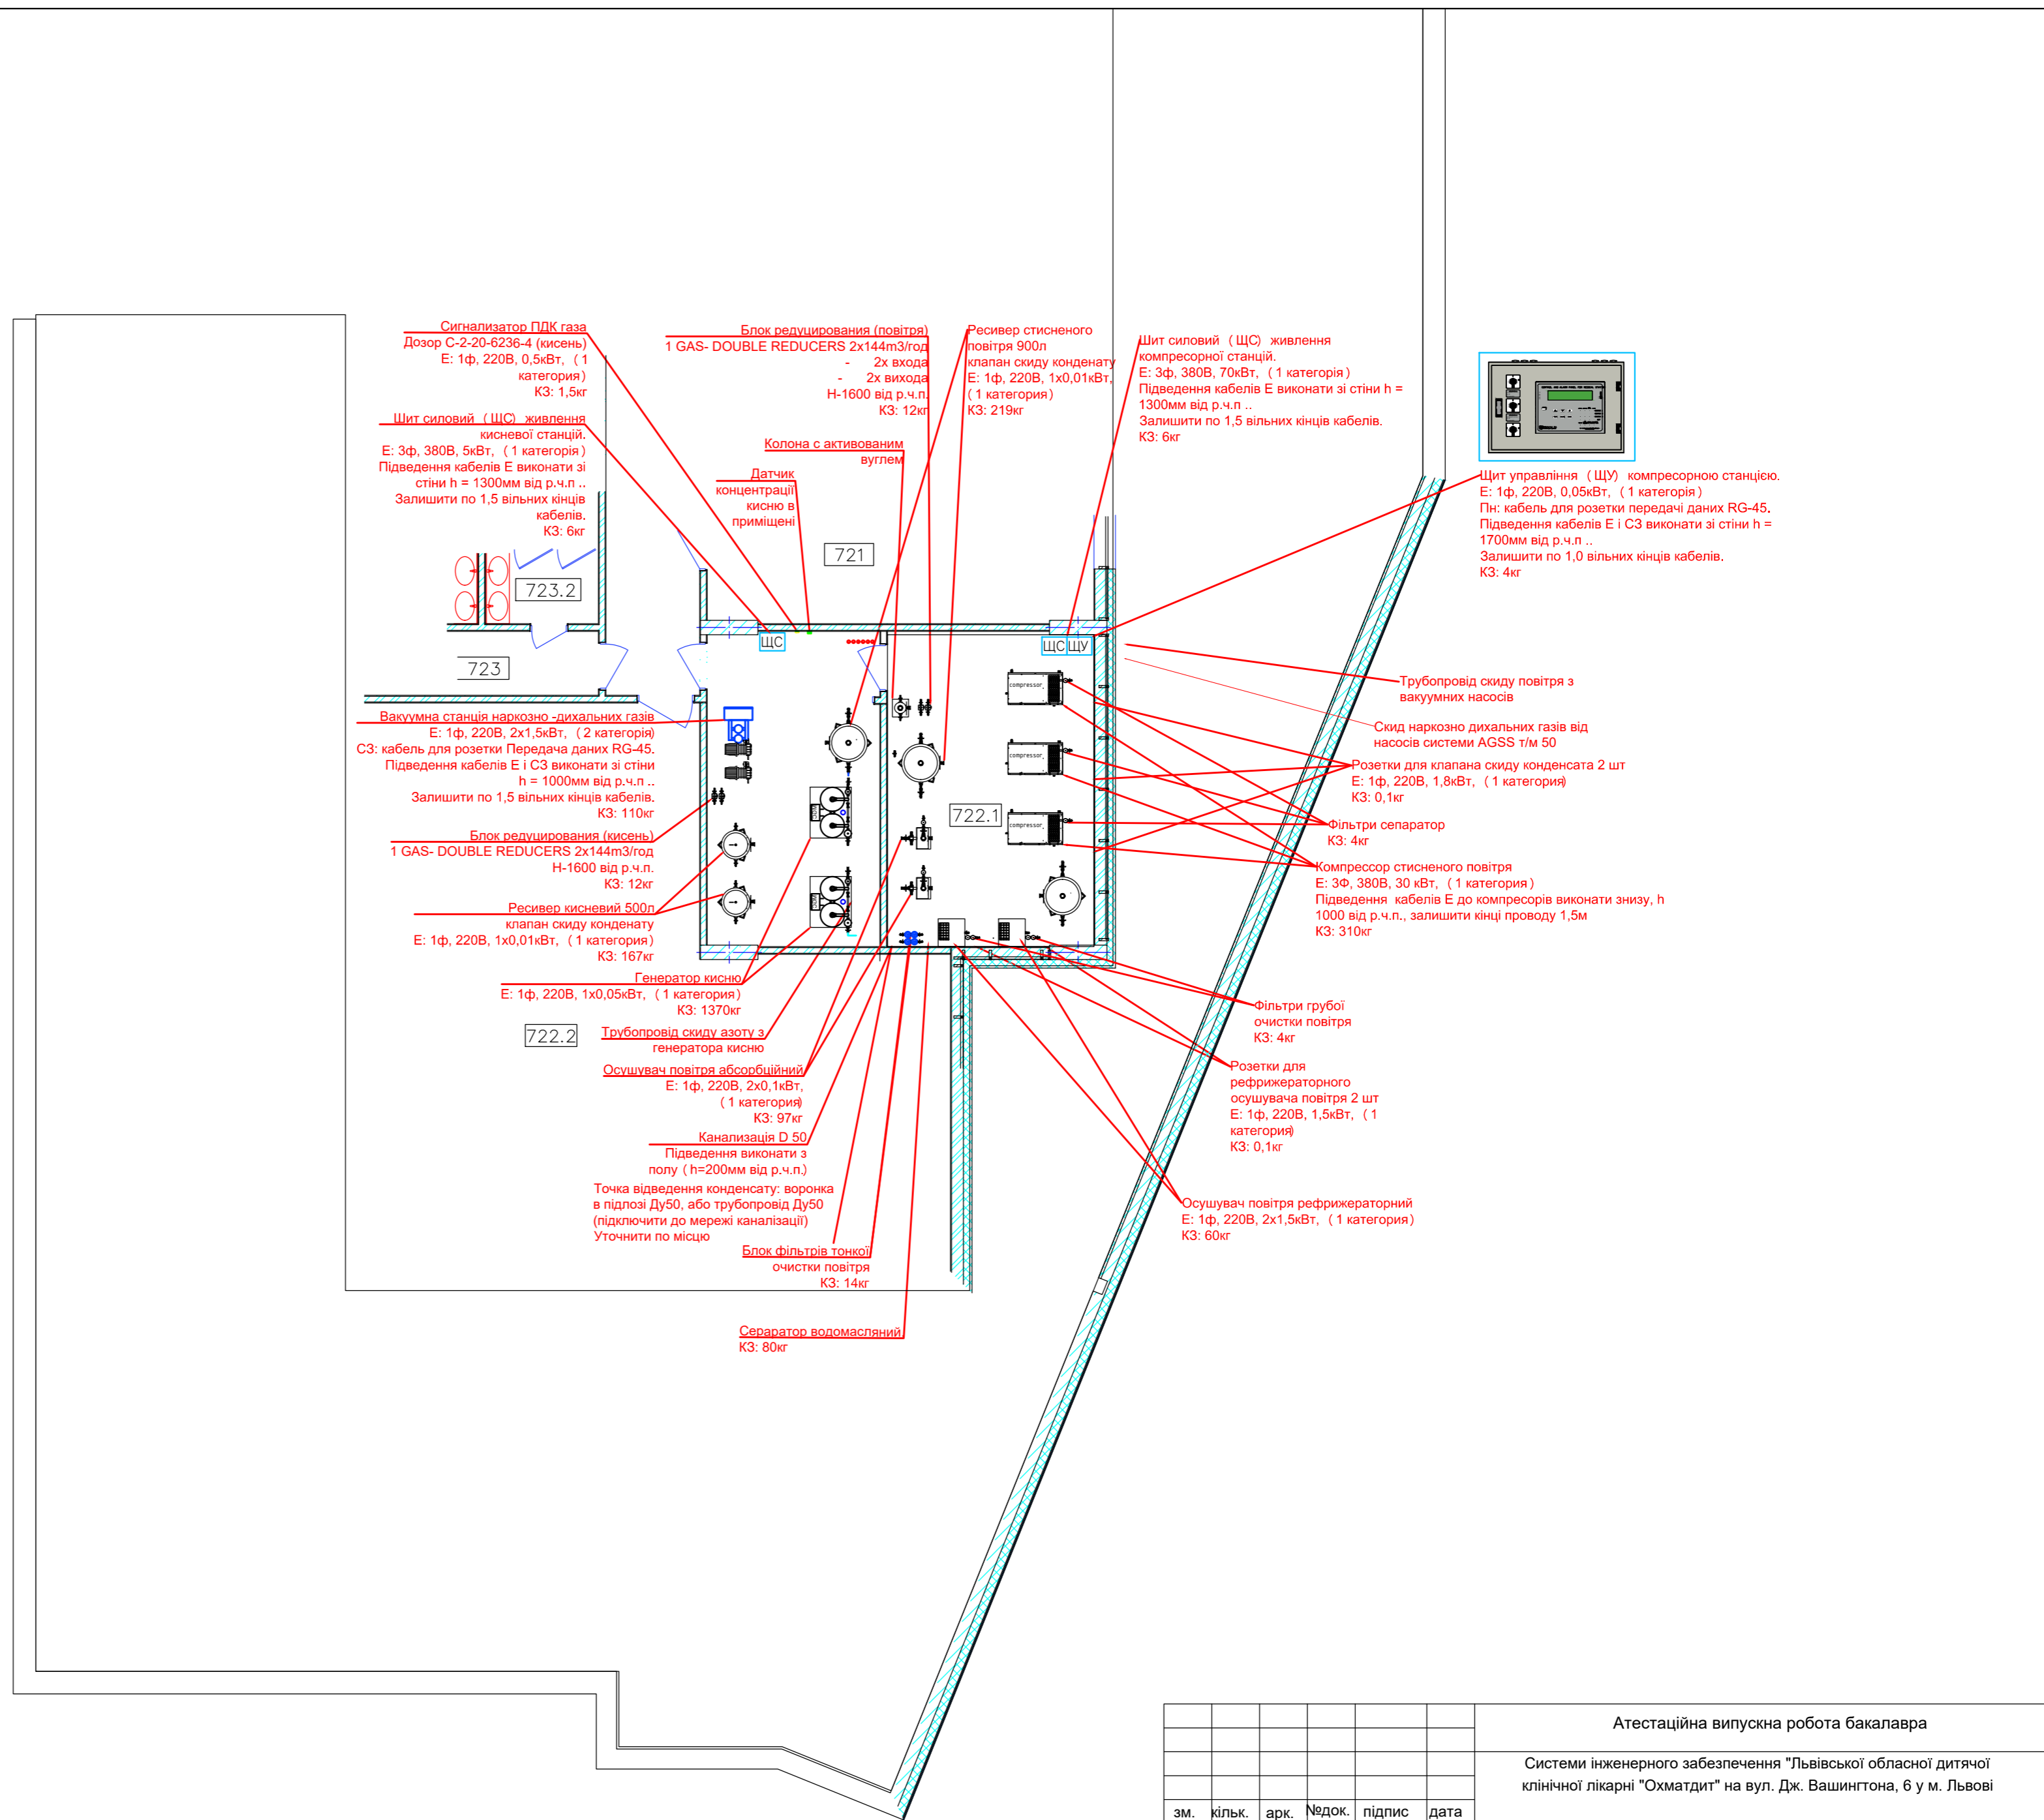 Сигнализатор ПДК газа
Дозор С-2-20-6236-4 (кисень)
Е: 1ф, 220В, 0,5кВт, ( 1
категория)
КЗ: 1,5кг
Шит силовий ( ЩС) живлення
кисневої станцій.
Е: 3ф, 380В, 5кВт, ( 1 категорія )
Підведення кабелів Е виконати зі
стіни h = 1300мм від р.ч.п ..
Залишити по 1,5 вільних кінців
кабелів.
КЗ: 6кг
Блок редуцирования (повітря)
1 GAS- DOUBLE REDUCERS 2x144m3/год
- 2х входа
- 2х вихода
Н-1600 від р.ч.п.
КЗ: 12кг
Колона с активованим
вуглем
Датчик
концентрації
кисню в
приміщені
Ресивер стисненого
повітря 900л
клапан скиду конденату
Е: 1ф, 220В, 1х0,01кВт,
( 1 категория )
КЗ: 219кг
Шит силовий ( ЩС) живлення
компресорної станцій.
Е: 3ф, 380В, 70кВт, ( 1 категорія )
Підведення кабелів Е виконати зі стіни h =
1300мм від р.ч.п ..
Залишити по 1,5 вільних кінців кабелів.
КЗ: 6кг
Щит управління ( ЩУ) компресорною станцією.
Е: 1ф, 220В, 0,05кВт, ( 1 категорія )
Пн: кабель для розетки передачі даних RG-45.
Підведення кабелів Е і СЗ виконати зі стіни h =
1700мм від р.ч.п ..
Залишити по 1,0 вільних кінців кабелів.
КЗ: 4кг
721
723.2
723
ЩС
ЩС ЩУ
compressor
compressor
compressor
722.1
722.2
Трубопровід скиду повітря з
вакуумних насосів
Скид наркозно дихальних газів від
насосів системи AGSS т/м 50
Розетки для клапана скиду конденсата 2 шт
Е: 1ф, 220В, 1,8кВт, ( 1 категория)
КЗ: 0,1кг
Фільтри сепаратор
КЗ: 4кг
Компрессор стисненого повітря
Е: 3Ф, 380В, 30 кВт, ( 1 категория )
Підведення кабелів Е до компресорів виконати знизу, h
1000 від р.ч.п., залишити кінці проводу 1,5м
КЗ: 310кг
Вакуумна станція наркозно -дихальних газів
Е: 1ф, 220В, 2х1,5кВт, ( 2 категорія)
СЗ: кабель для розетки Передача даних RG-45.
Підведення кабелів Е і СЗ виконати зі стіни
h = 1000мм від р.ч.п ..
Залишити по 1,5 вільних кінців кабелів.
КЗ: 110кг
Блок редуцирования (кисень)
1 GAS- DOUBLE REDUCERS 2x144m3/год
Н-1600 від р.ч.п.
КЗ: 12кг
Ресивер кисневий 500л
клапан скиду конденату
Е: 1ф, 220В, 1х0,01кВт, ( 1 категория )
КЗ: 167кг
Генератор кисню
Е: 1ф, 220В, 1х0,05кВт, ( 1 категория )
КЗ: 1370кг
Трубопровід скиду азоту з
генератора кисню
Осушувач повітря абсорбційний
Е: 1ф, 220В, 2х0,1кВт,
( 1 категория)
КЗ: 97кг
Канализація D 50
Підведення виконати з
полу ( h=200мм від р.ч.п.)
Точка відведення конденсату: воронка
в підлозі Ду50, або трубопровід Ду50
(підключити до мережі каналізації)
Уточнити по місцю
Блок фільтрів тонкої
очистки повітря
КЗ: 14кг
Сераратор водомасляний
КЗ: 80кг
Фільтри грубої
очистки повітря
КЗ: 4кг
Розетки для
рефрижераторного
осушувача повітря 2 шт
Е: 1ф, 220В, 1,5кВт, ( 1
категория)
КЗ: 0,1кг
Осушувач повітря рефрижераторний
Е: 1ф, 220В, 2х1,5кВт, ( 1 категория )
КЗ: 60кг
Атестаційна випускна робота бакалавра
Системи інженерного забезпечення "Львівської обласної дитячої
клінічної лікарні "Охматдит" на вул. Дж. Вашингтона, 6 у м. Львові
зм. кільк. арк. №док. підпис дата